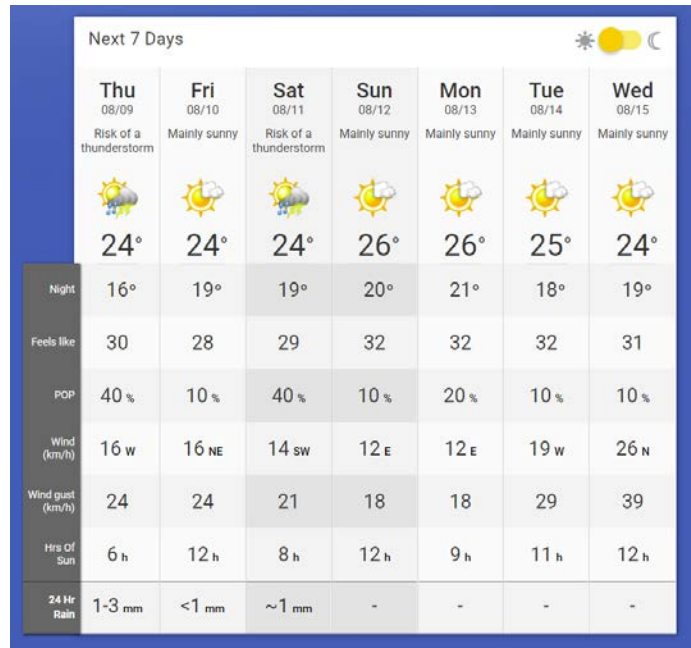 Next 7 Days
Thu Fri Sat Sun Mon Tue Wed
08/09 08/10 08/11 08/12 08/13 08/14 08/15
Risk of a Mainly sunny Risk of a Mainly sunny Mainly sunny Mainly sunny Mainly sunny
thunderstorm thunderstorm
24° 24° 24° 26° 26° 25° 24°
Night 16° 19° 19° 20° 21° 18° 19°
Feels like 30 28 29 32 32 32 31
POP 40 % 10 % 40 % 10 % 20 % 10 % 10 %
Wind
(km/h) 16 W 16 NE 14 SW 12 E 12 E 19 W 26 N
Wind gust
(km/h) 24 24 21 18 18 29 39
Hrs Of
Sun 6 h 12 h 8 h 12 h 9 h 11 h 12 h
24 Hr
Rain 1-3 mm <1 mm ~1 mm - - - -